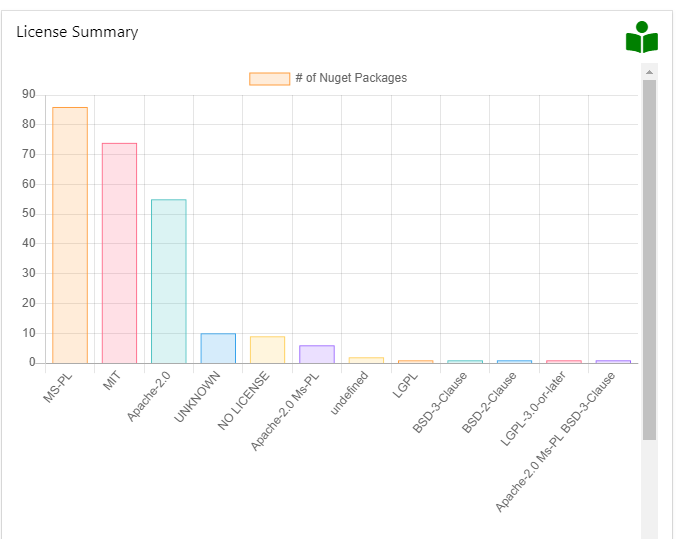 License Summary
# of Nuget Packages
90
80
70
60
50
40
30
20
10
0
MS-PL
MIT
Apache-2.0
UNKNOWN
NO LICENSE
Apache-2.0 Ms-PL
undefined
LGPL
BSD-3-Clause
BSD-2-Clause
LGPL-3.0-or-later
Apache-2.0 Ms-PL BSD-3-Clause